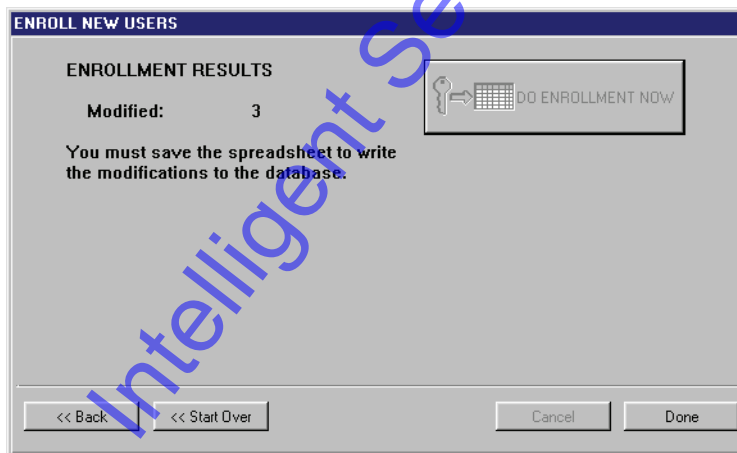 ENROLL NEW USERS
ENROLLMENT RESULTS
DO ENROLLMENT NOW
Modified: 3
You must save the spreadsheet to write
the modifications to the database.
<< Back << Start Over Cancel Done
Intelligent Se